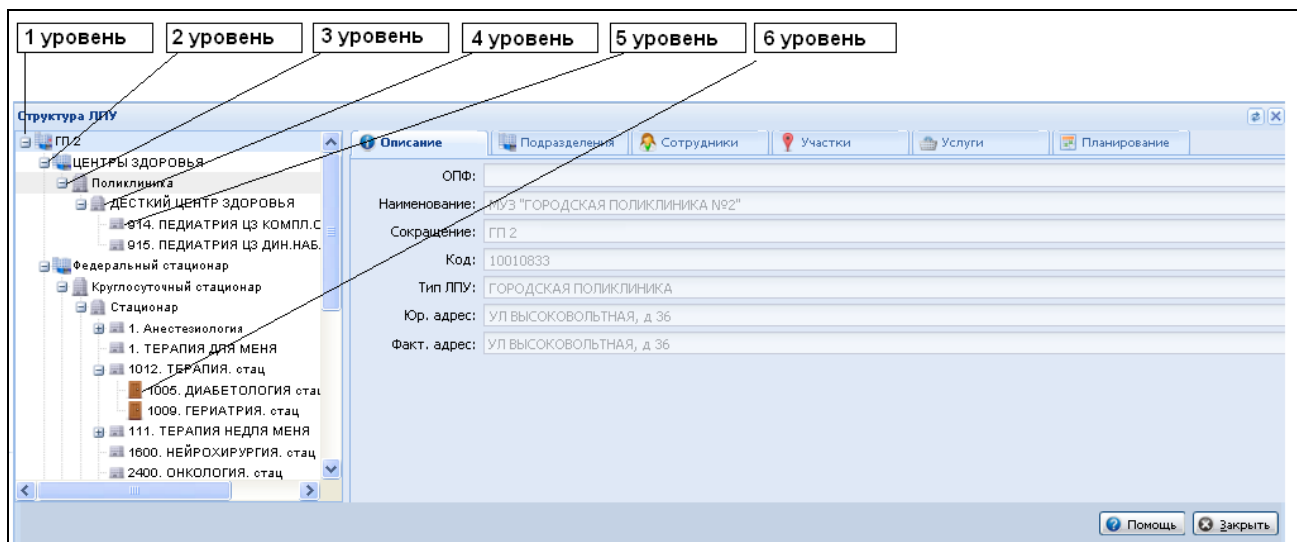 1 уровень 2 уровень 3 уровень 4 уровень 5 уровень 6 уровень
Структура ЛПУ
ГП 2
ЦЕНТРЫ ЗДОРОВЬЯ
Поликлиника
ДЕСТКИЙ ЦЕНТР ЗДОРОВЬЯ
914. ПЕДИАТРИЯ ЦЗ КОМПЛ.С
915. ПЕДИАТРИЯ ЦЗ ДИН.НАБ.
Федеральный стационар
Круглосуточный стационар
Стационар
1. Анестезиология
1. ТЕРАПИЯ ДЛЯ МЕНЯ
1012. ТЕРАПИЯ. стац
1005. ДИАБЕТОЛОГИЯ стац
1009. ГЕРИАТРИЯ. стац
111. ТЕРАПИЯ НЕДЛЯ МЕНЯ
1600. НЕЙРОХИРУРГИЯ. стац
2400. ОНКОЛОГИЯ. стац
Описание Подразделения Сотрудники Участки Услуги Планирование
ОПФ:
Наименование: МУЗ "ГОРОДСКАЯ ПОЛИКЛИНИКА №2"
Сокращение: ГП 2
Код: 10010833
Тип ЛПУ: ГОРОДСКАЯ ПОЛИКЛИНИКА
Юр. адрес: УЛ ВЫСОКОВОЛЬТНАЯ, д 36
Факт. адрес: УЛ ВЫСОКОВОЛЬТНАЯ, д 36
Помощь Закрыть